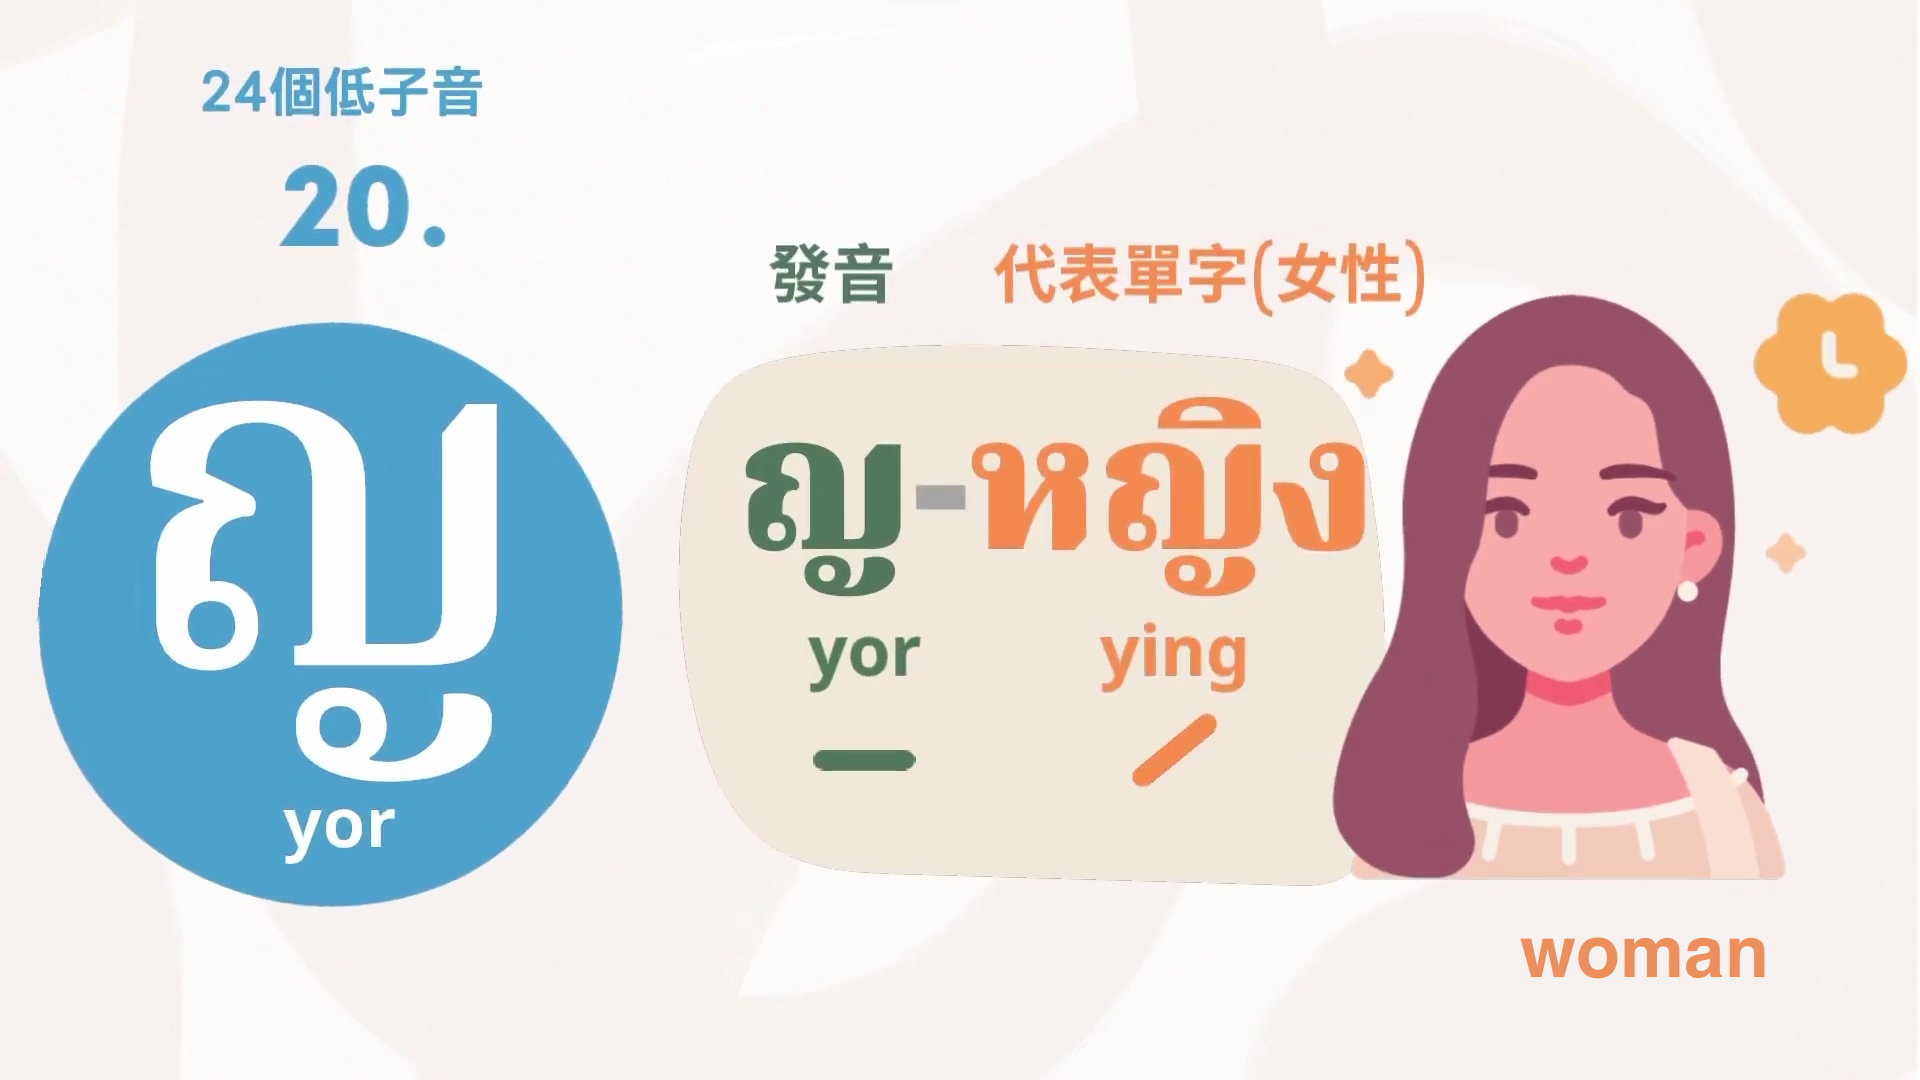 24個低子音
20.
ญ
yor
發音 代表單字(女性)
ญ-หญิง
yor ying
woman